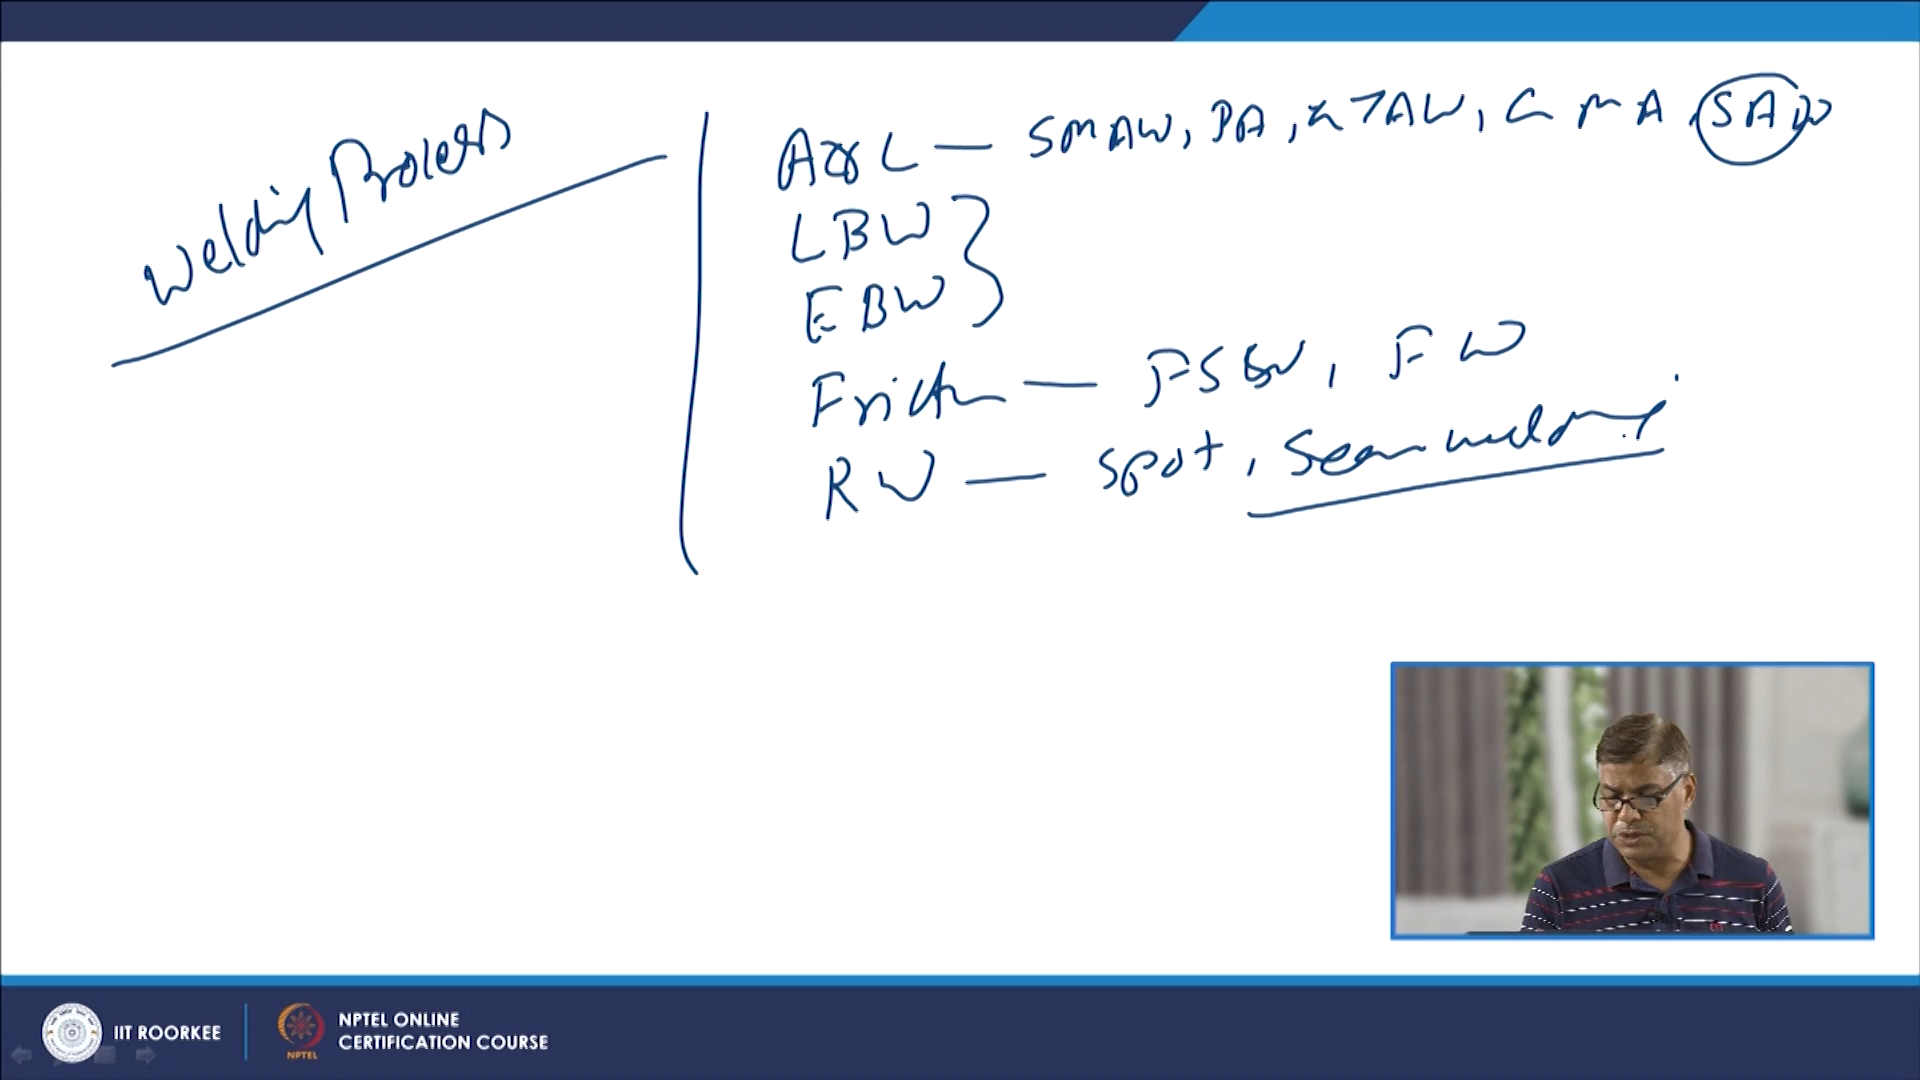 Welding Process
Arc — SMAW, PA, GTAW, GMA, SAW
LBW
EBW
Friction — FSW, FW
RW — Spot, Seam welding
IIT ROORKEE
NPTEL
NPTEL ONLINE
CERTIFICATION COURSE